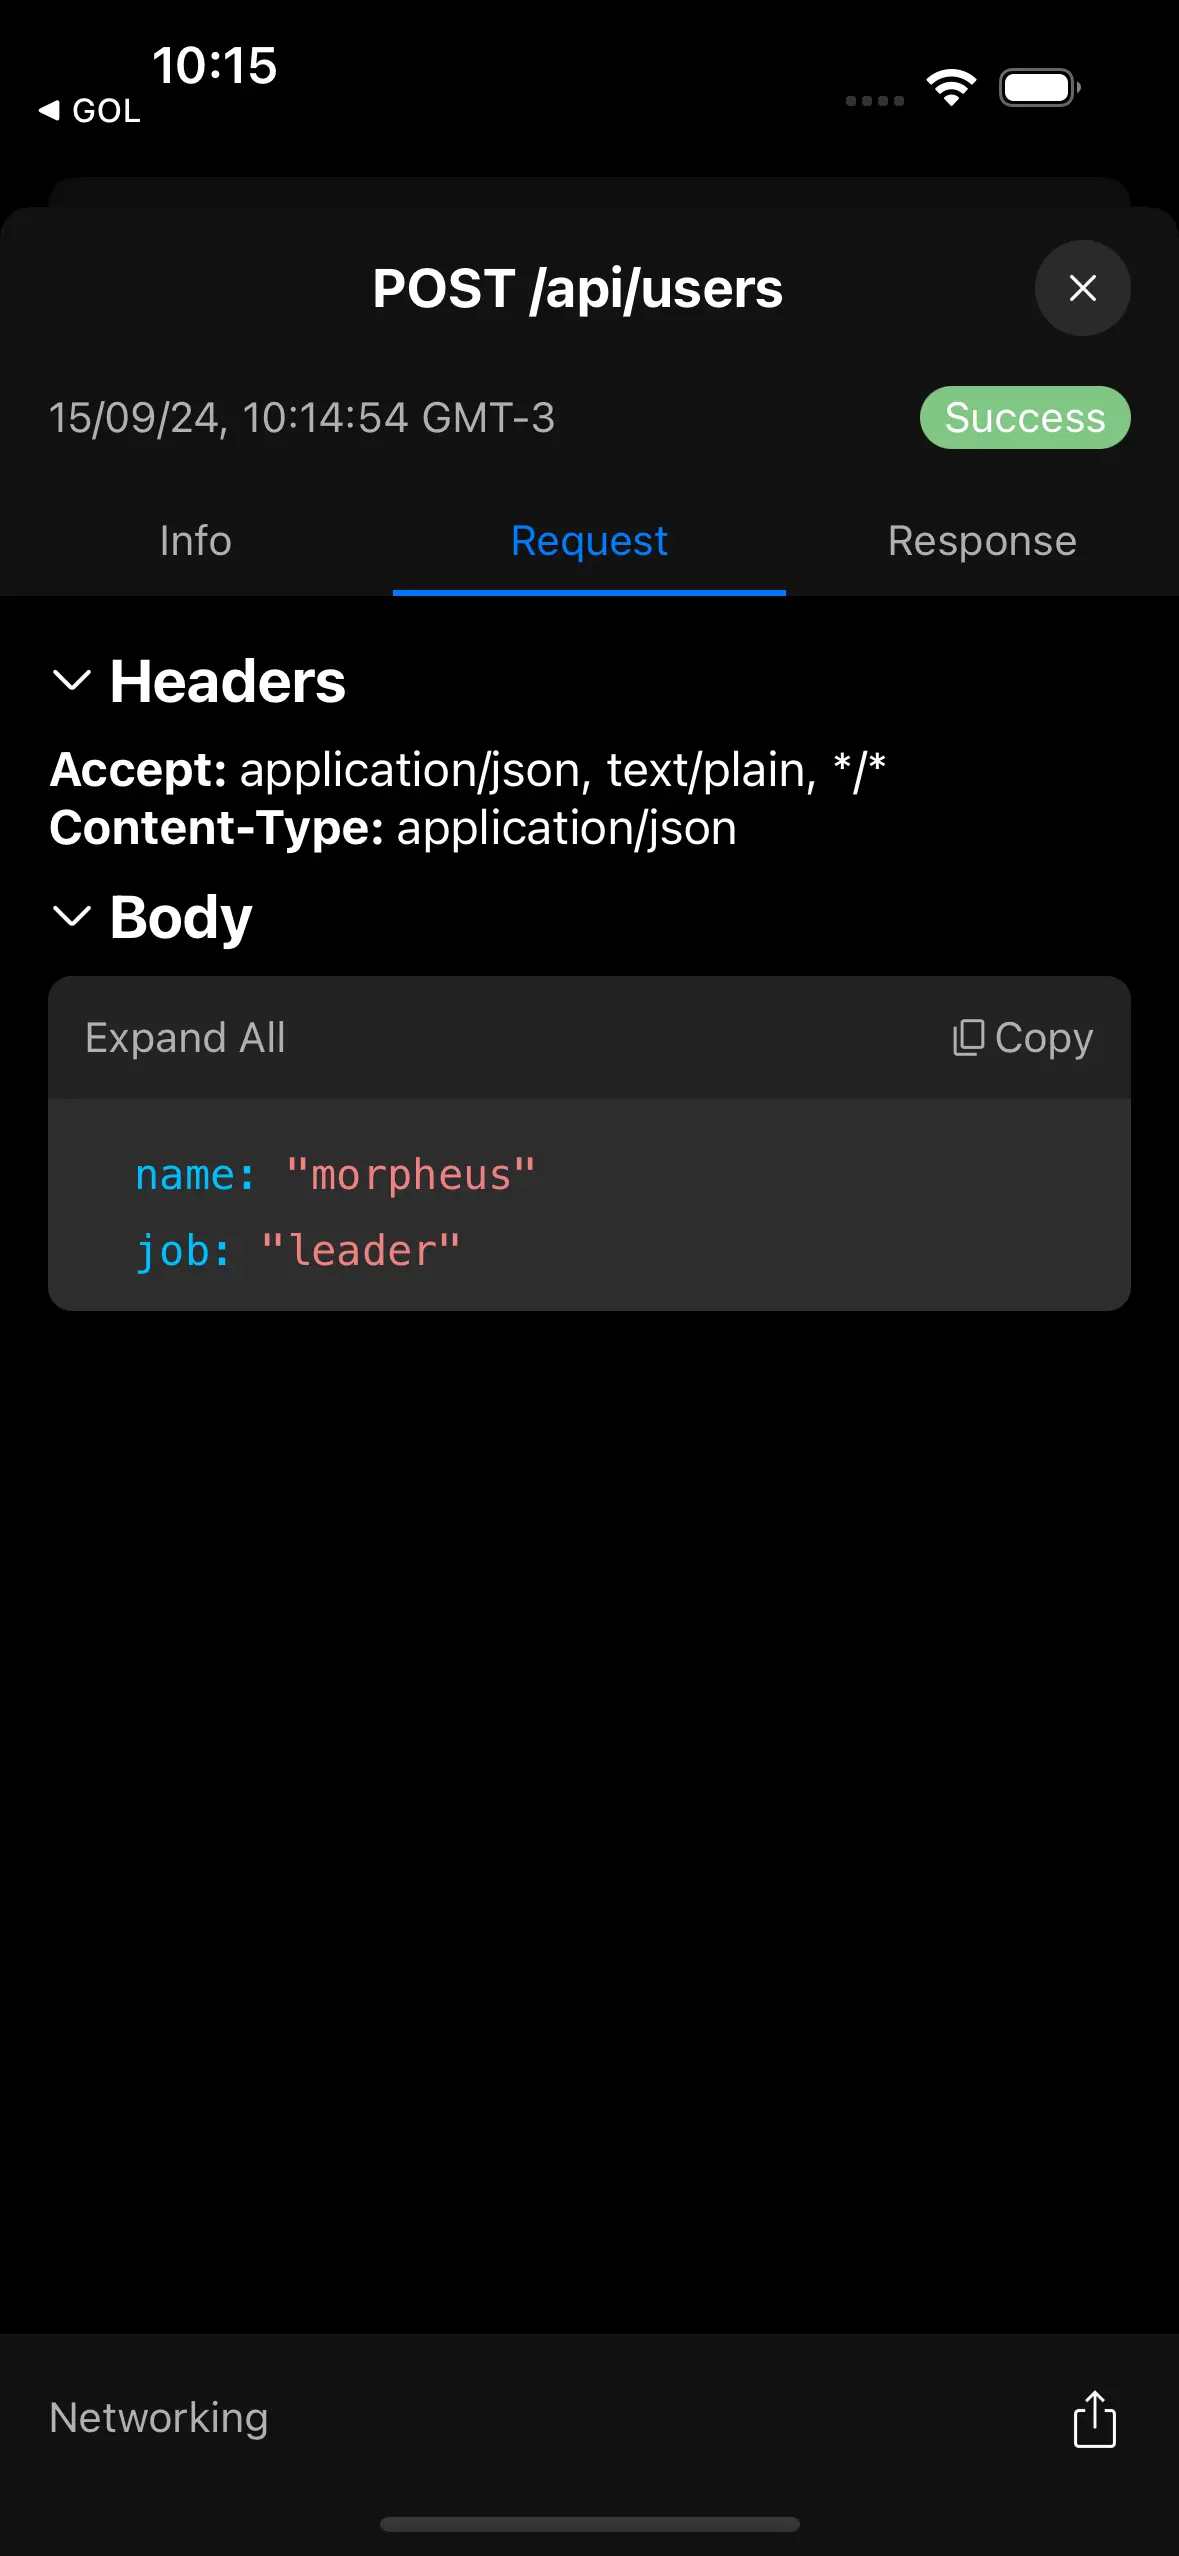 10:15
GOL
POST /api/users
15/09/24, 10:14:54 GMT-3
Success
Info
Request
Response
Headers
Accept: application/json, text/plain, */*
Content-Type: application/json
Body
Expand All
Copy
name: "morpheus"
job: "leader"
Networking